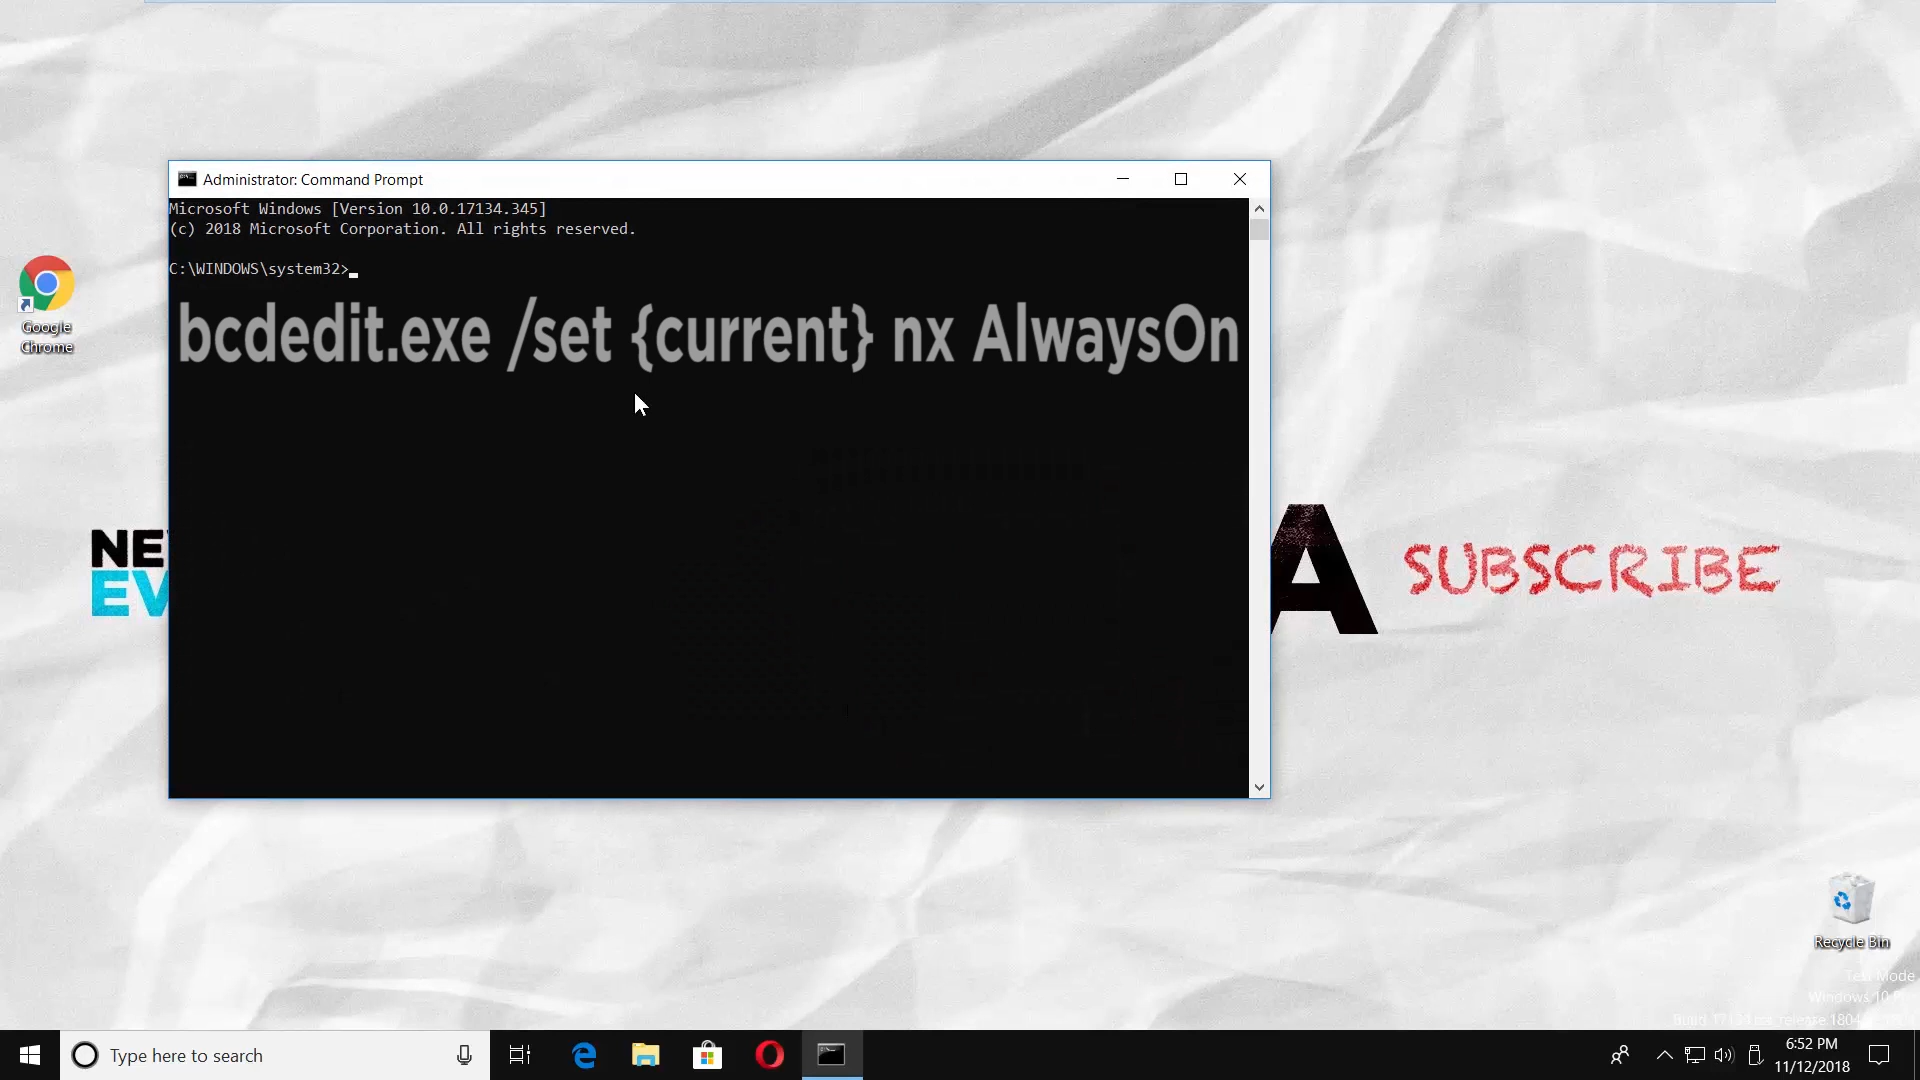 Administrator: Command Prompt
Microsoft Windows [Version 10.0.17134.345]
(c) 2018 Microsoft Corporation. All rights reserved.
C:\WINDOWS\system32>
bcdedit.exe /set {current} nx AlwaysOn
Google
Chrome
NE
EV
A
SUBSCRIBE
Recycle Bin
Test Mode
Windows 10
Type here to search
6:52 PM
11/12/2018